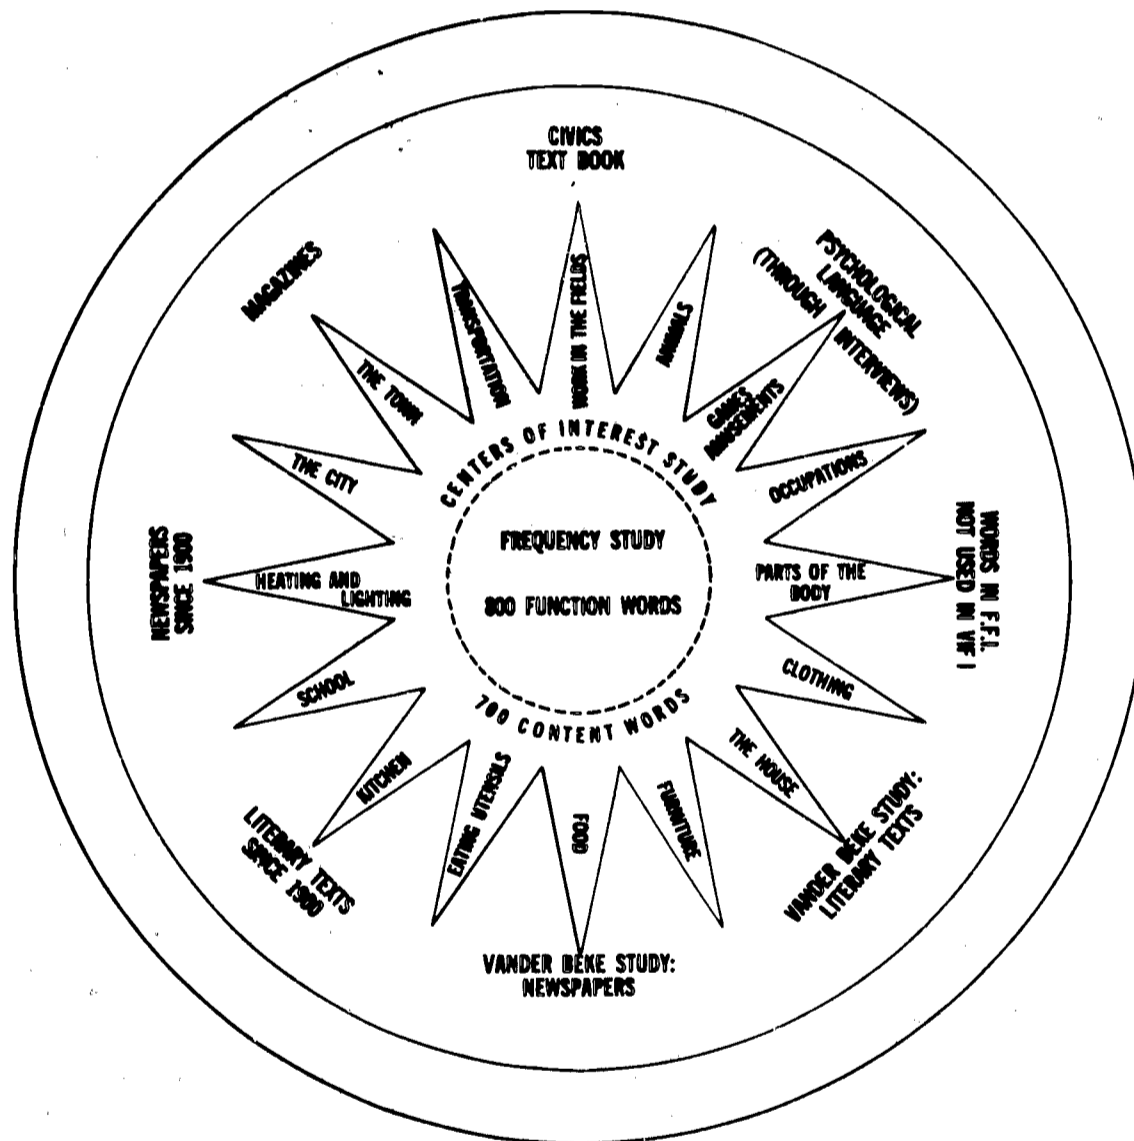 CIVICS
TEXT BOOK
PSYCHOLOGICAL
LANGUAGE
(THROUGH INTERVIEWS)
WORDS IN F.F.I.
NOT USED IN VIF I
VANDER BEKE STUDY:
LITERARY TEXTS
VANDER BEKE STUDY:
NEWSPAPERS
LITERARY TEXTS
SINCE 1900
NEWSPAPERS
SINCE 1900
MAGAZINES
WORK IN THE FIELDS
ANIMALS
GAMES
AMUSEMENTS
OCCUPATIONS
PARTS OF THE
BODY
CLOTHING
THE HOUSE
FURNITURE
FOOD
EATING UTENSILS
KITCHEN
SCHOOL
HEATING AND
LIGHTING
THE CITY
THE TOWN
TRANSPORTATION
CENTERS OF INTEREST STUDY
FREQUENCY STUDY
800 FUNCTION WORDS
700 CONTENT WORDS